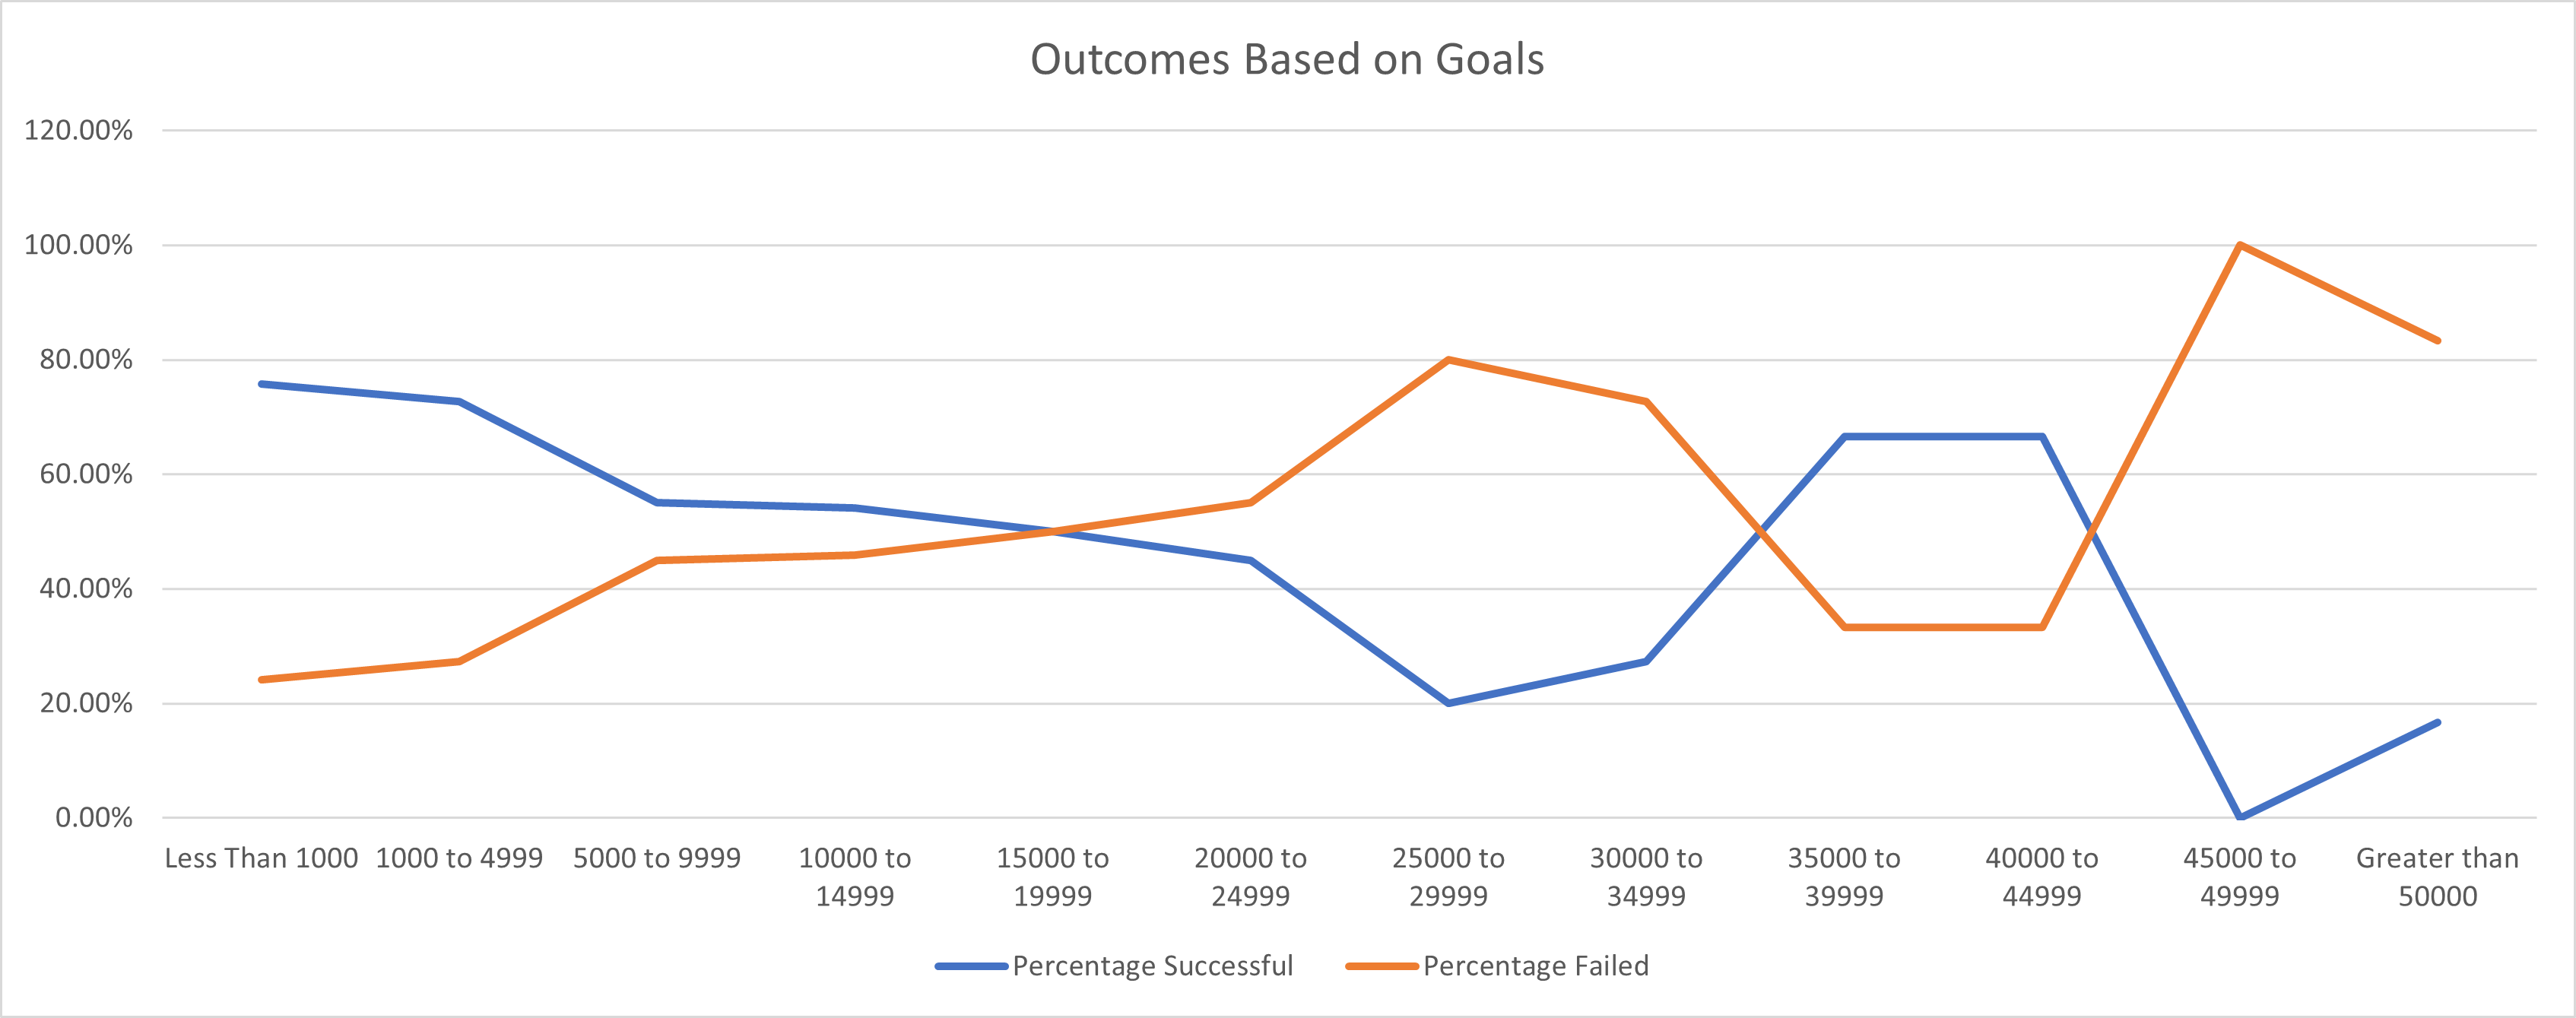 Outcomes Based on Goals
120.00%
100.00%
80.00%
60.00%
40.00%
20.00%
0.00%
Less Than 1000
1000 to 4999
5000 to 9999
10000 to
14999
15000 to
19999
20000 to
24999
25000 to
29999
30000 to
34999
35000 to
39999
40000 to
44999
45000 to
49999
Greater than
50000
Percentage Successful
Percentage Failed